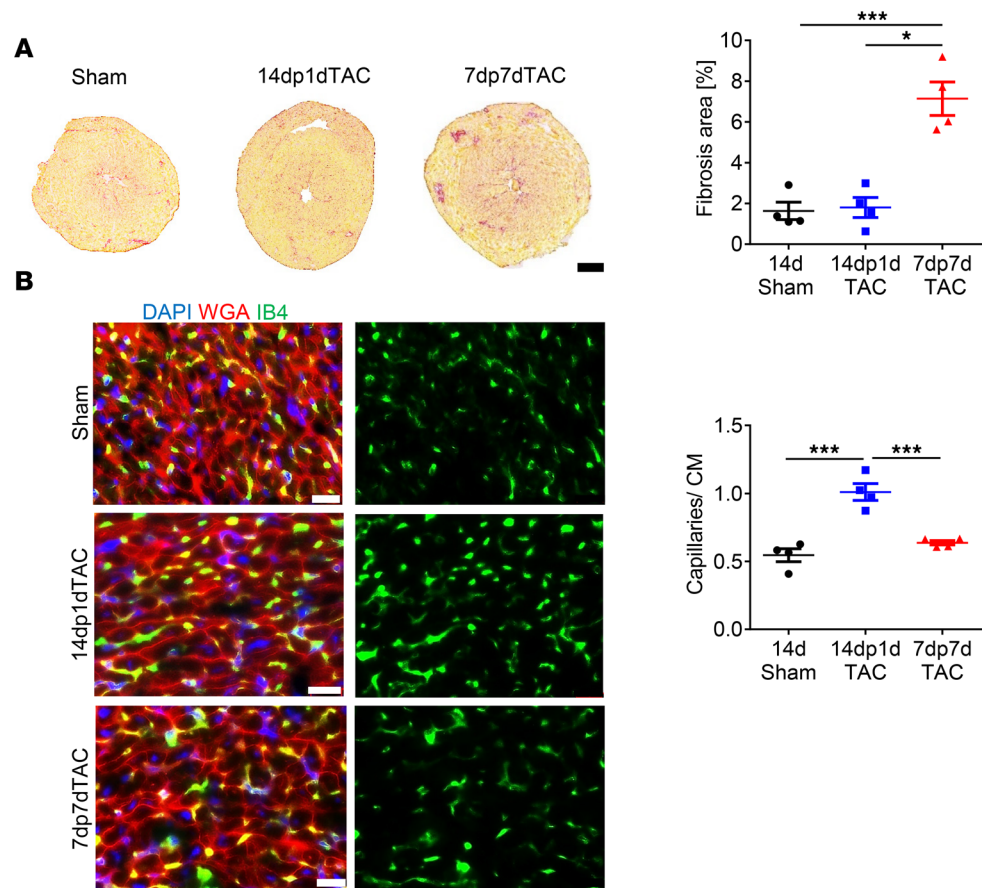 A
Sham
14dp1dTAC
7dp7dTAC
***
*
Fibrosis area [%]
10
8
6
4
2
0
14d
Sham
14dp1d
TAC
7dp7d
TAC
B
DAPI WGA IB4
Sham
14dp1dTAC
7dp7dTAC
*** ***
Capillaries/ CM
1.5
1.0
0.5
0.0
14d
Sham
14dp1d
TAC
7dp7d
TAC